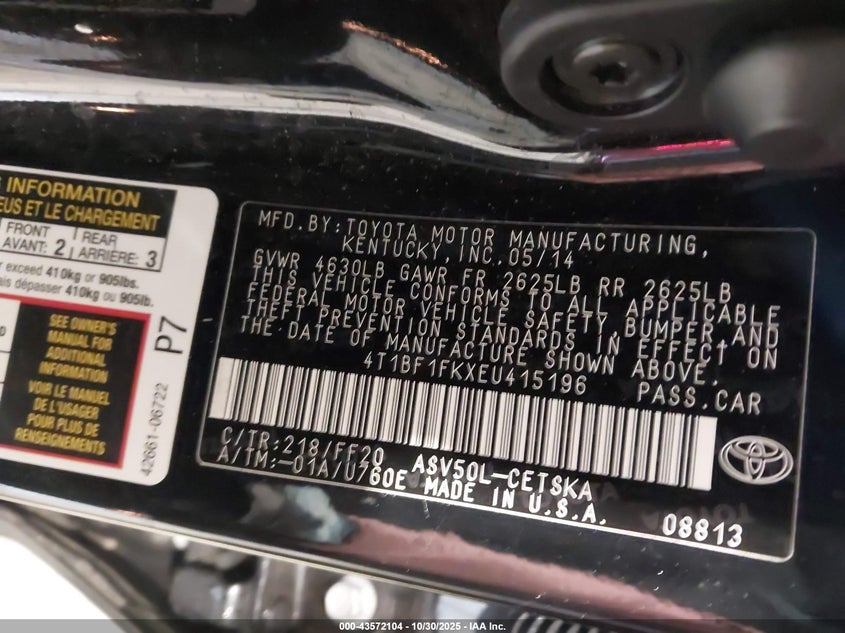 INFORMATION
EUS ET LE CHARGEMENT
FRONT
AVANT: 2
REAR
ARRIÈRE: 3
exceed 410kg or 905lbs.
ais dépasser 410kg ou 905lb.
SEE OWNER'S
MANUAL FOR
ADDITIONAL
INFORMATION
VOIR LE MANUEL
DE L'USAGER
POUR PLUS DE
RENSEIGNEMENTS
P7
42661-06722
MFD.BY:TOYOTA MOTOR MANUFACTURING,
KENTUCKY,INC.05/14
GVWR 4630LB GAWR FR 2625LB RR 2625LB
THIS VEHICLE CONFORMS TO ALL APPLICABLE
FEDERAL MOTOR VEHICLE SAFETY,BUMPER,AND
THEFT PREVENTION STANDARDS IN EFFECT ON
THE DATE OF MANUFACTURE SHOWN ABOVE.
4T1BF1FKXEU415196 PASS.CAR
C/TR:218/FF20 ASV50L-CETSKA
A/TM:-01A/U760E MADE IN U.S.A.
08813
000-43572104 - 10/30/2025 - IAA Inc.